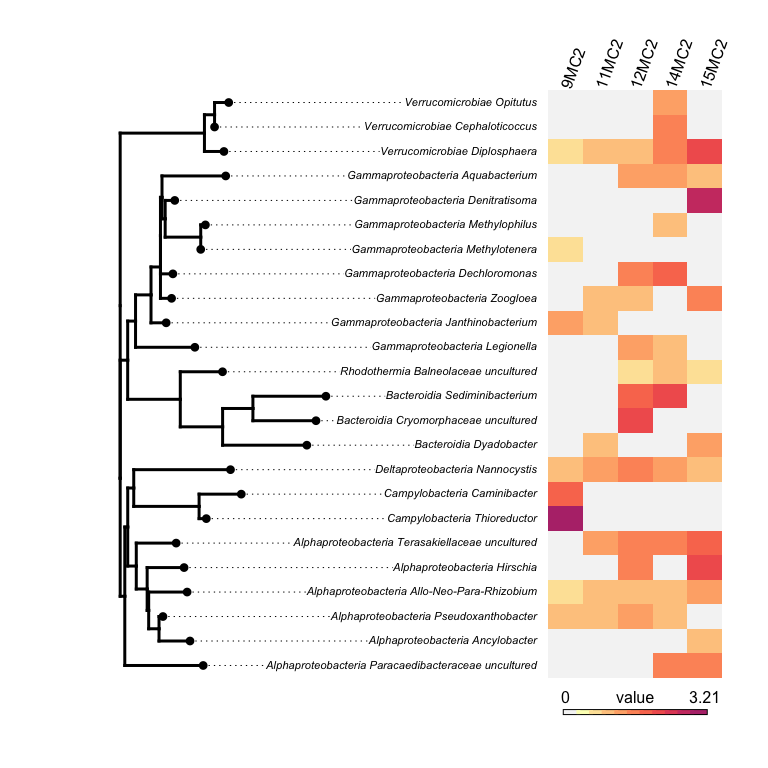 9MC2 11MC2 12MC2 14MC2 15MC2
Verrucomicrobiae Opitutus
Verrucomicrobiae Cephaloticoccus
Verrucomicrobiae Diplosphaera
Gammaproteobacteria Aquabacterium
Gammaproteobacteria Denitratisoma
Gammaproteobacteria Methylophilus
Gammaproteobacteria Methylotenera
Gammaproteobacteria Dechloromonas
Gammaproteobacteria Zoogloea
Gammaproteobacteria Janthinobacterium
Gammaproteobacteria Legionella
Rhodothermia Balneolaceae uncultured
Bacteroidia Sediminibacterium
Bacteroidia Cryomorphaceae uncultured
Bacteroidia Dyadobacter
Deltaproteobacteria Nannocystis
Campylobacteria Caminibacter
Campylobacteria Thioreductor
Alphaproteobacteria Terasakiellaceae uncultured
Alphaproteobacteria Hirschia
Alphaproteobacteria Allo-Neo-Para-Rhizobium
Alphaproteobacteria Pseudoxanthobacter
Alphaproteobacteria Ancylobacter
Alphaproteobacteria Paracaedibacteraceae uncultured
0 value 3.21